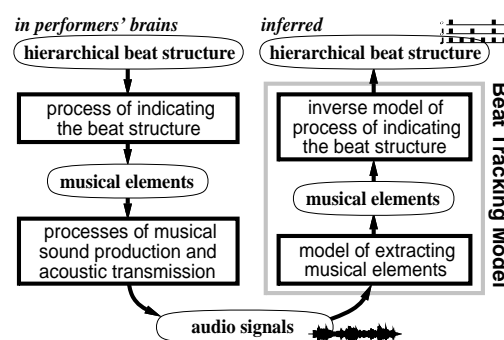 in performers' brains
hierarchical beat structure
process of indicating
the beat structure
musical elements
processes of musical
sound production and
acoustic transmission
audio signals
inferred
hierarchical beat structure
inverse model of
process of indicating
the beat structure
musical elements
model of extracting
musical elements
Beat Tracking Model